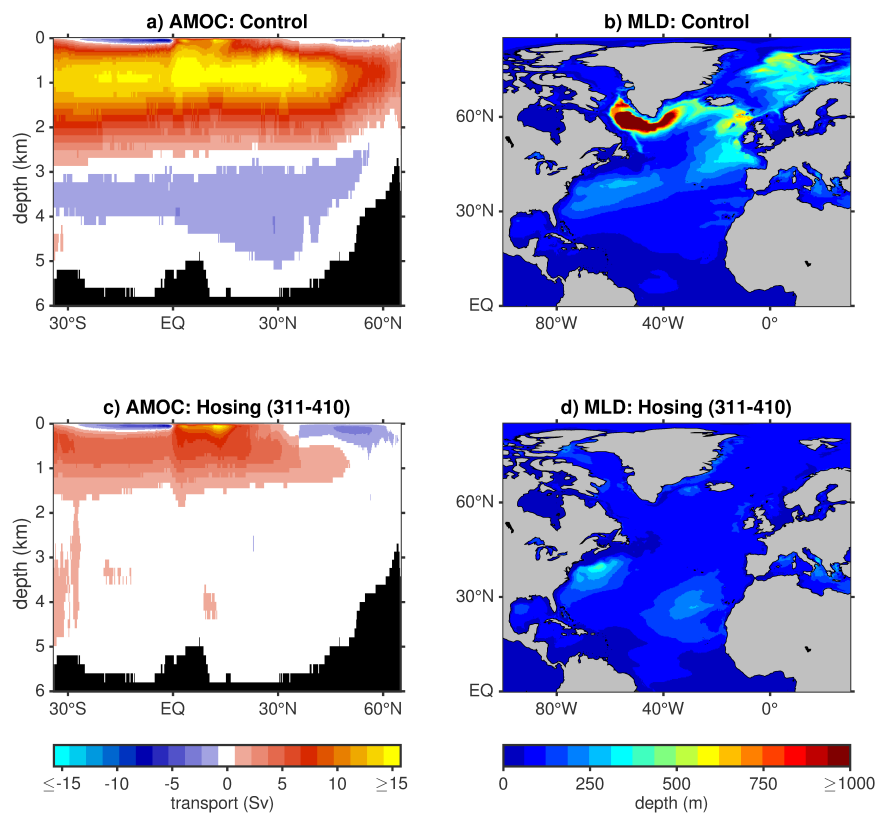 a) AMOC: Control
b) MLD: Control
0
1
2
3
4
5
6
depth (km)
30°S
EQ
30°N
60°N
60°N
30°N
EQ
80°W
40°W
0°
c) AMOC: Hosing (311-410)
d) MLD: Hosing (311-410)
0
1
2
3
4
5
6
depth (km)
30°S
EQ
30°N
60°N
60°N
30°N
EQ
80°W
40°W
0°
≤-15
-10
-5
0
5
10
≥15
transport (Sv)
0
250
500
750
≥1000
depth (m)